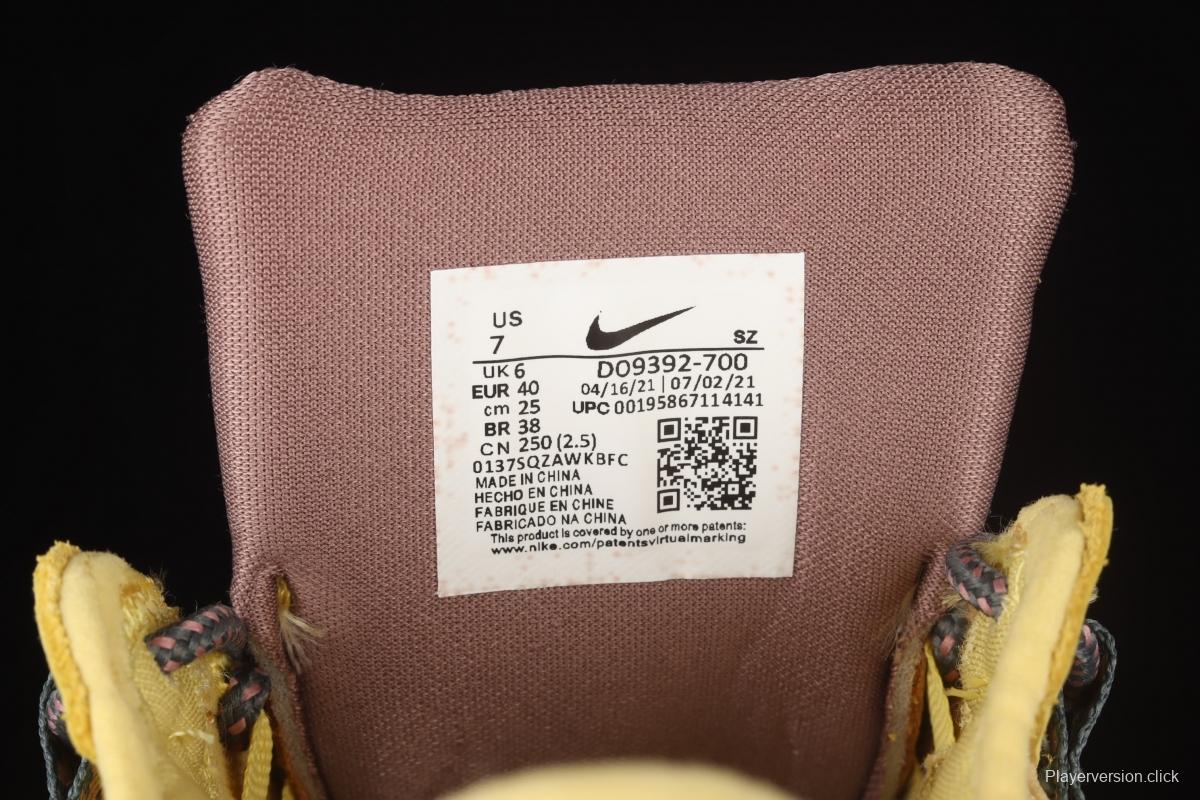 US
7
SZ
UK 6
DO9392-700
EUR 40
04/16/21 | 07/02/21
cm 25
UPC 00195867114141
BR 38
CN 250 (2.5)
0137SQZAWKBFC
MADE IN CHINA
HECHO EN CHINA
FABRIQUE EN CHINE
FABRICADO NA CHINA
This product is covered by one or more patents:
www.nike.com/patentsvirtualmarking
Playerversion.click